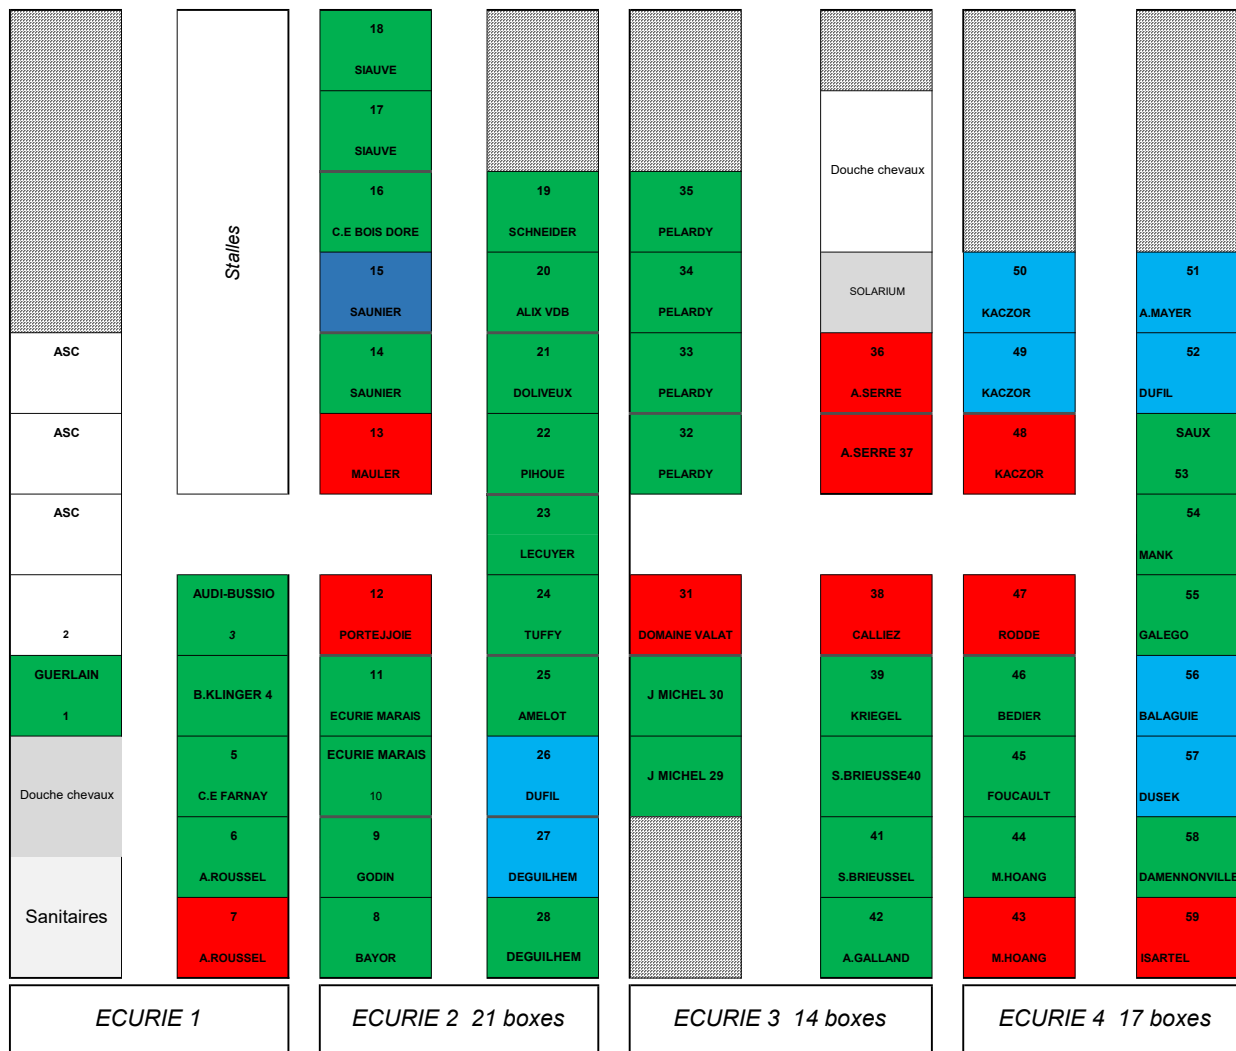 18
SIAUVE
17
SIAUVE
16
C.E BOIS DORE
19
SCHNEIDER
35
PELARDY
Douche chevaux
Stalles
15
SAUNIER
20
ALIX VDB
34
PELARDY
SOLARIUM
50
KACZOR
51
A.MAYER
ASC
14
SAUNIER
21
DOLIVEUX
33
PELARDY
36
A.SERRE
49
KACZOR
52
DUFIL
ASC
13
MAULER
22
PIHOUE
32
PELARDY
A.SERRE 37
48
KACZOR
SAUX
53
ASC
23
LECUYER
54
MANK
2
AUDI-BUSSIO
3
12
PORTEJJOIE
24
TUFFY
31
DOMAINE VALAT
38
CALLIEZ
47
RODDE
55
GALEGO
GUERLAIN
1
B.KLINGER 4
11
ECURIE MARAIS
25
AMELOT
J MICHEL 30
39
KRIEGEL
46
BEDIER
56
BALAGUIE
Douche chevaux
5
C.E FARNAY
ECURIE MARAIS
10
26
DUFIL
J MICHEL 29
S.BRIEUSSE40
45
FOUCAULT
57
DUSEK
6
A.ROUSSEL
9
GODIN
27
DEGUILHEM
41
S.BRIEUSSEL
44
M.HOANG
58
DAMENNONVILLE
Sanitaires
7
A.ROUSSEL
8
BAYOR
28
DEGUILHEM
42
A.GALLAND
43
M.HOANG
59
ISARTEL
ECURIE 1
ECURIE 2 21 boxes
ECURIE 3 14 boxes
ECURIE 4 17 boxes